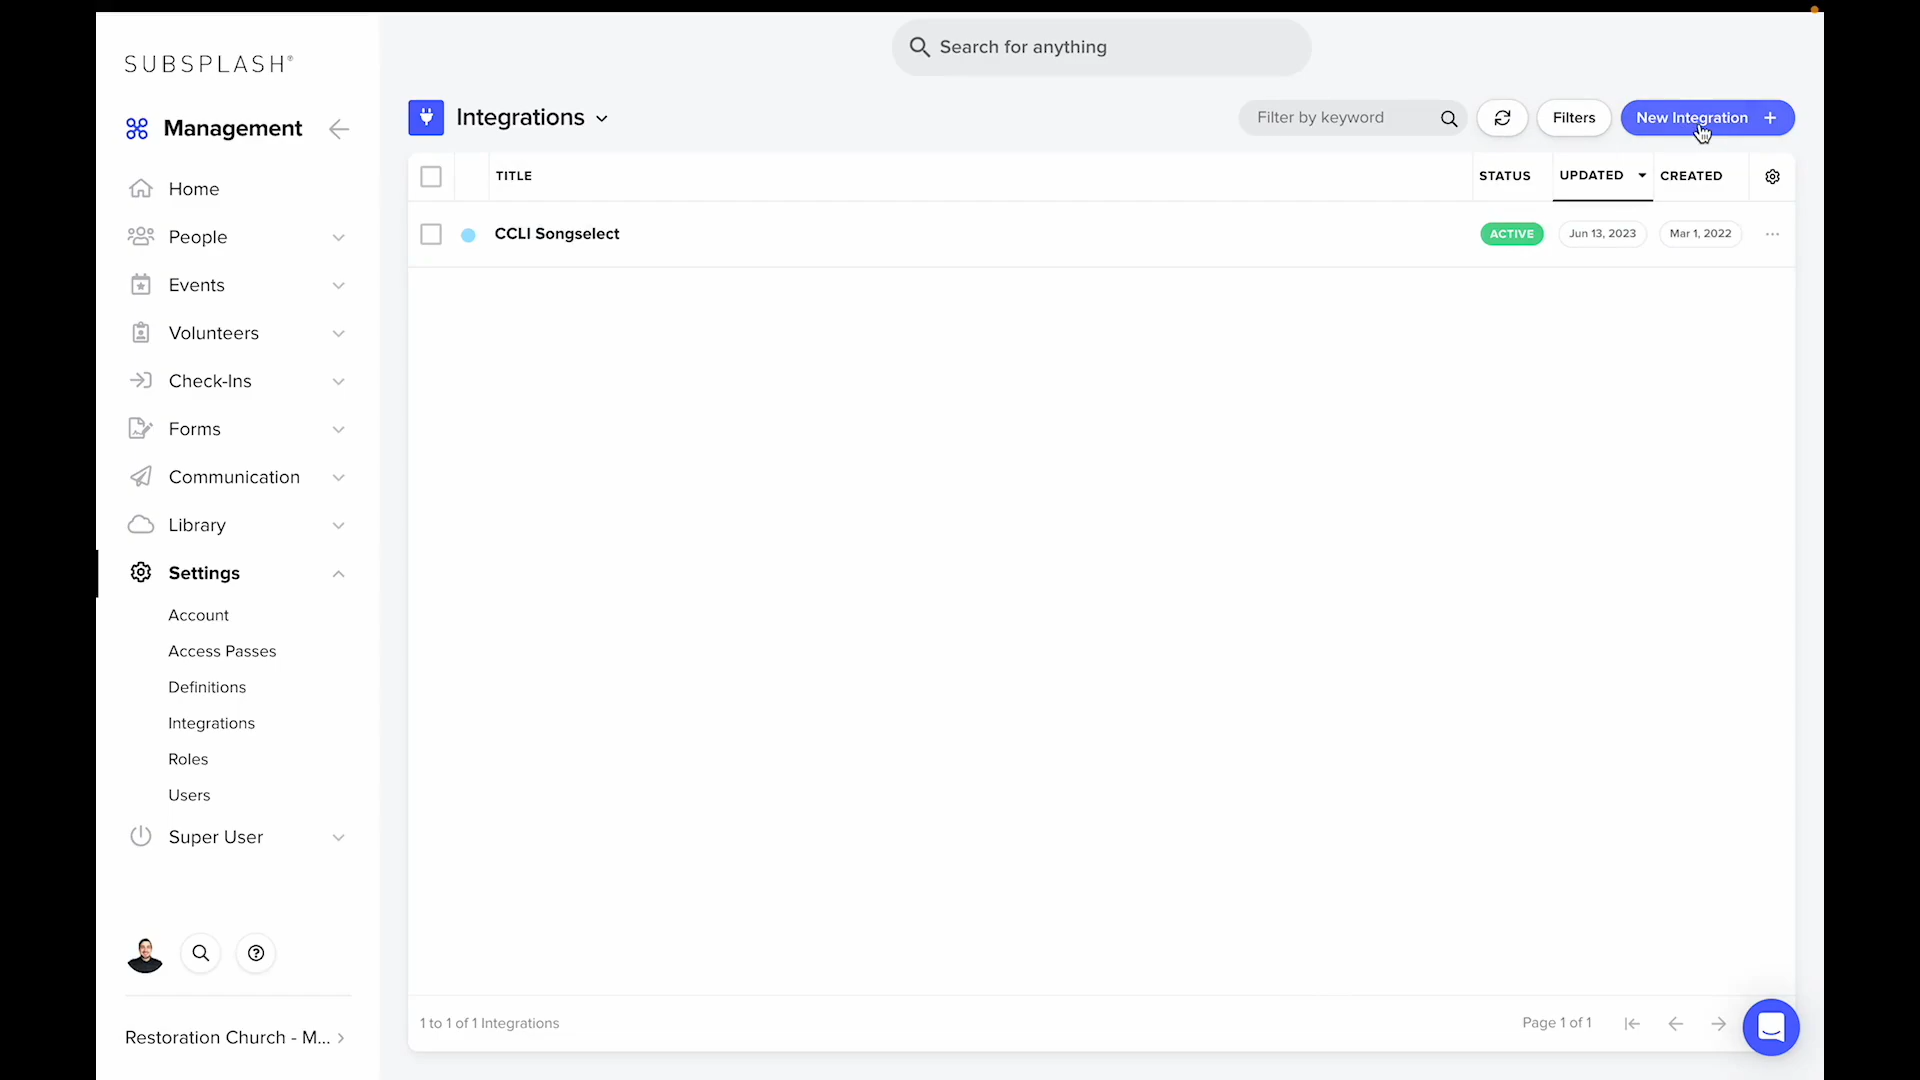 SUBSPLASH®
Management
Home
People
Events
Volunteers
Check-Ins
Forms
Communication
Library
Settings
Account
Access Passes
Definitions
Integrations
Roles
Users
Super User
Restoration Church - M...
Search for anything
Integrations
Filter by keyword
Filters
New Integration +
TITLE
STATUS
UPDATED
CREATED
CCLI Songselect
ACTIVE
Jun 13, 2023
Mar 1, 2022
1 to 1 of 1 Integrations
Page 1 of 1